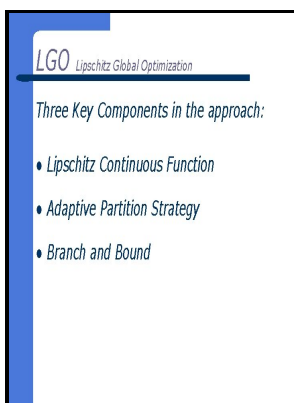 LGO Lipschitz Global Optimization
Three Key Components in the approach:
• Lipschitz Continuous Function
• Adaptive Partition Strategy
• Branch and Bound